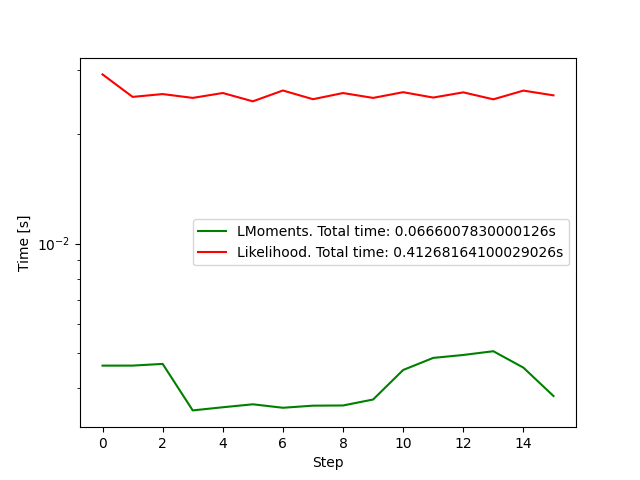 Time [s]
10⁻²
LMoments. Total time: 0.0666007830000126s
Likelihood. Total time: 0.41268164100029026s
0 2 4 6 8 10 12 14
Step